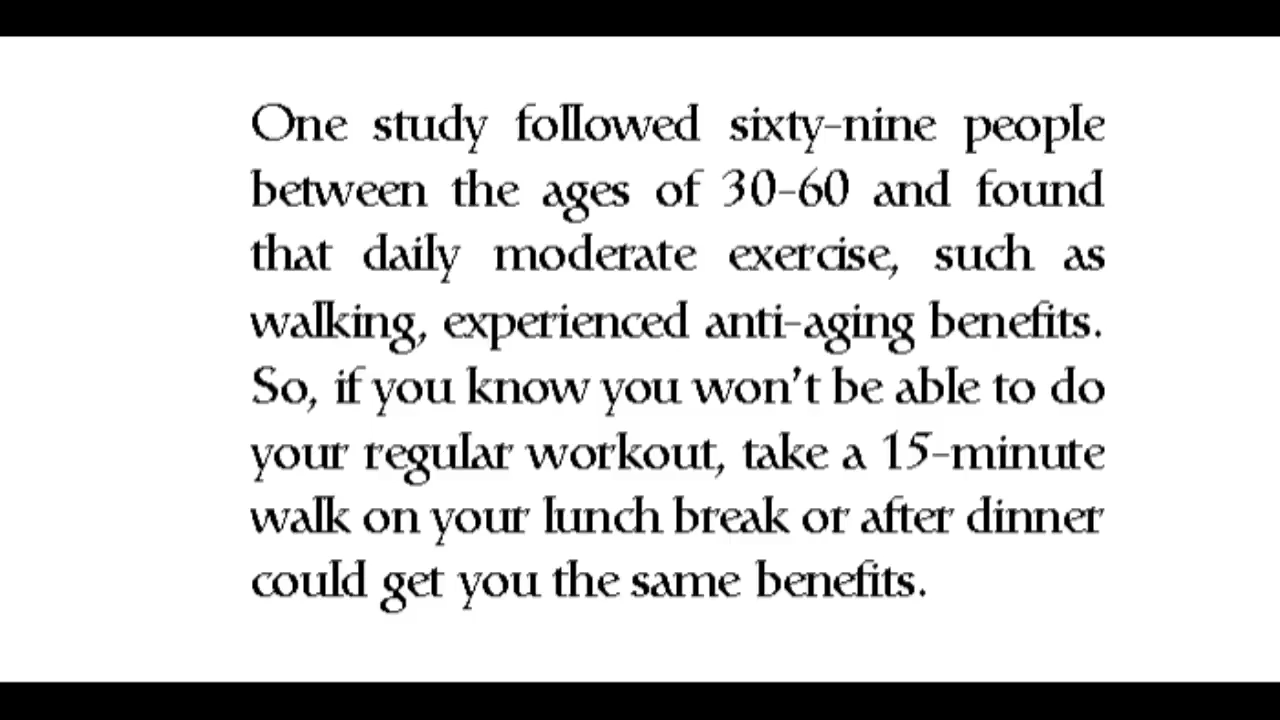 One study followed sixty-nine people
between the ages of 30-60 and found
that daily moderate exercise, such as
walking, experienced anti-aging benefits.
So, if you know you won't be able to do
your regular workout, take a 15-minute
walk on your lunch break or after dinner
could get you the same benefits.